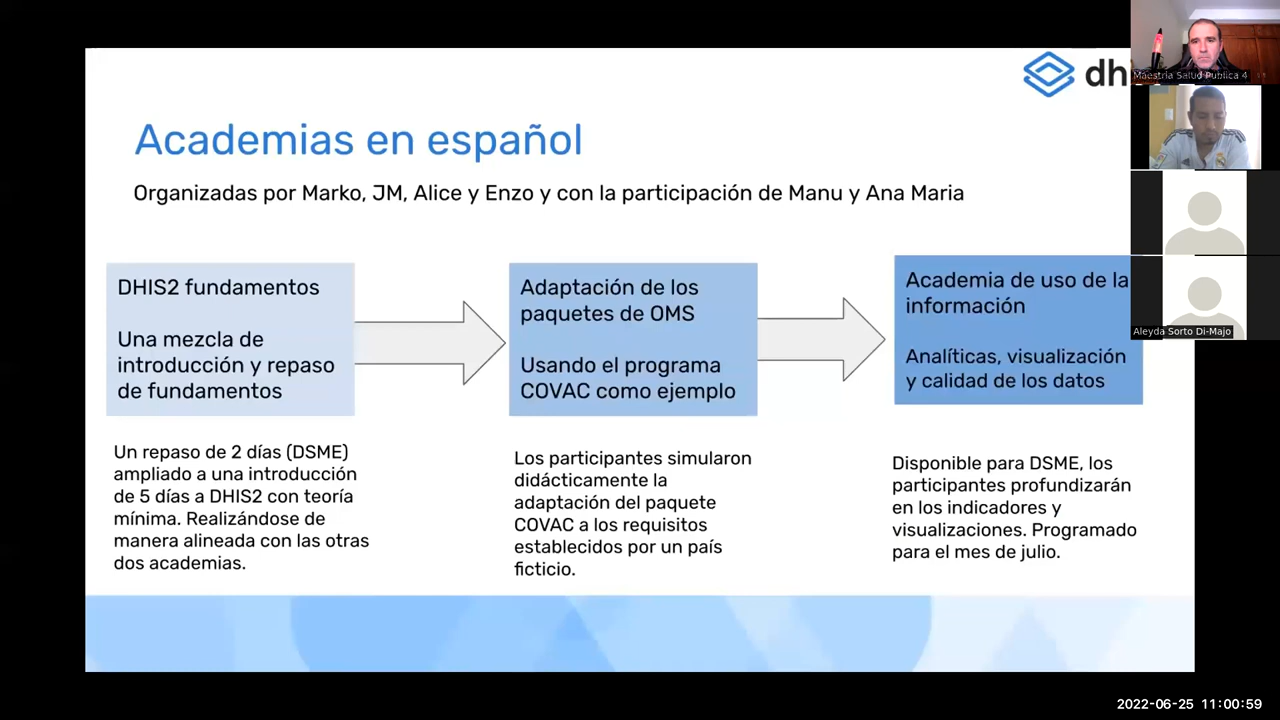 dh
Maestria Salud Publica 4
Academias en español
Organizadas por Marko, JM, Alice y Enzo y con la participación de Manu y Ana Maria
DHIS2 fundamentos
Una mezcla de
introducción y repaso
de fundamentos
Adaptación de los
paquetes de OMS
Usando el programa
COVAC como ejemplo
Academia de uso de la
información
Analíticas, visualización
y calidad de los datos
Aleyda Sorto Di-Majo
Un repaso de 2 días (DSME)
ampliado a una introducción
de 5 días a DHIS2 con teoría
mínima. Realizándose de
manera alineada con las otras
dos academias.
Los participantes simularon
didácticamente la
adaptación del paquete
COVAC a los requisitos
establecidos por un país
ficticio.
Disponible para DSME, los
participantes profundizarán
en los indicadores y
visualizaciones. Programado
para el mes de julio.
2022-06-25 11:00:59